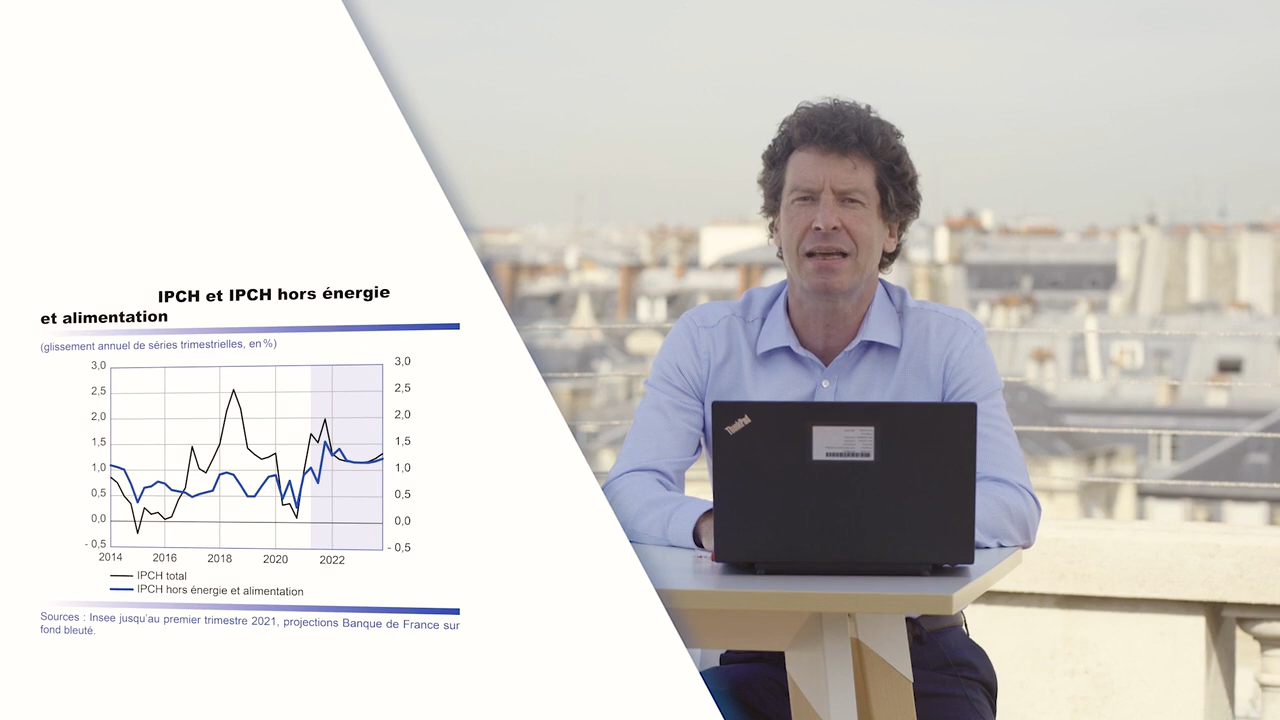 IPCH et IPCH hors énergie
et alimentation
(glissement annuel de séries trimestrielles, en %)
3,0 3,0
2,5 2,5
2,0 2,0
1,5 1,5
1,0 1,0
0,5 0,5
0,0 0,0
- 0,5 - 0,5
2014 2016 2018 2020 2022
IPCH total
IPCH hors énergie et alimentation
Sources : Insee jusqu'au premier trimestre 2021, projections Banque de France sur
fond bleuté.
ThinkPad